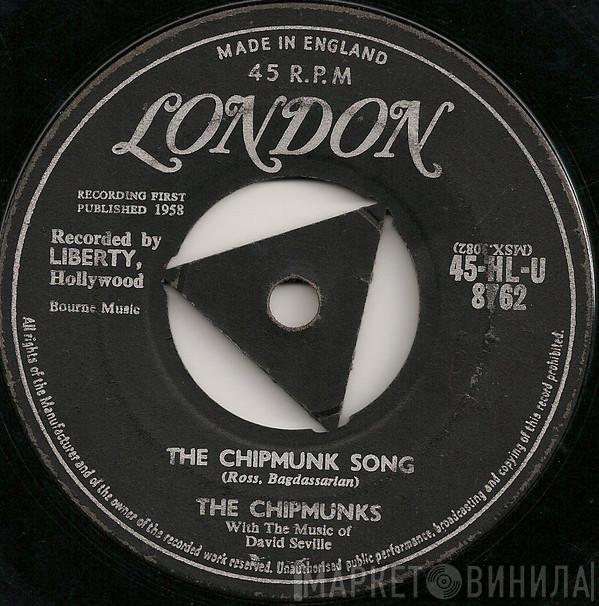 MADE IN ENGLAND
45 R.P.M
LONDON
RECORDING FIRST
PUBLISHED 1958
Recorded by
LIBERTY,
Hollywood
Bourne Music
(MSX.3082)
45-HL-U
8762
THE CHIPMUNK SONG
(Ross, Bagdassarian)
THE CHIPMUNKS
With The Music of
David Seville
All rights of the Manufacturer and of the owner of the recorded work reserved. Unauthorised public performance, broadcasting and copying of this record prohibited.
МАРКЕТ ВИНИЛА